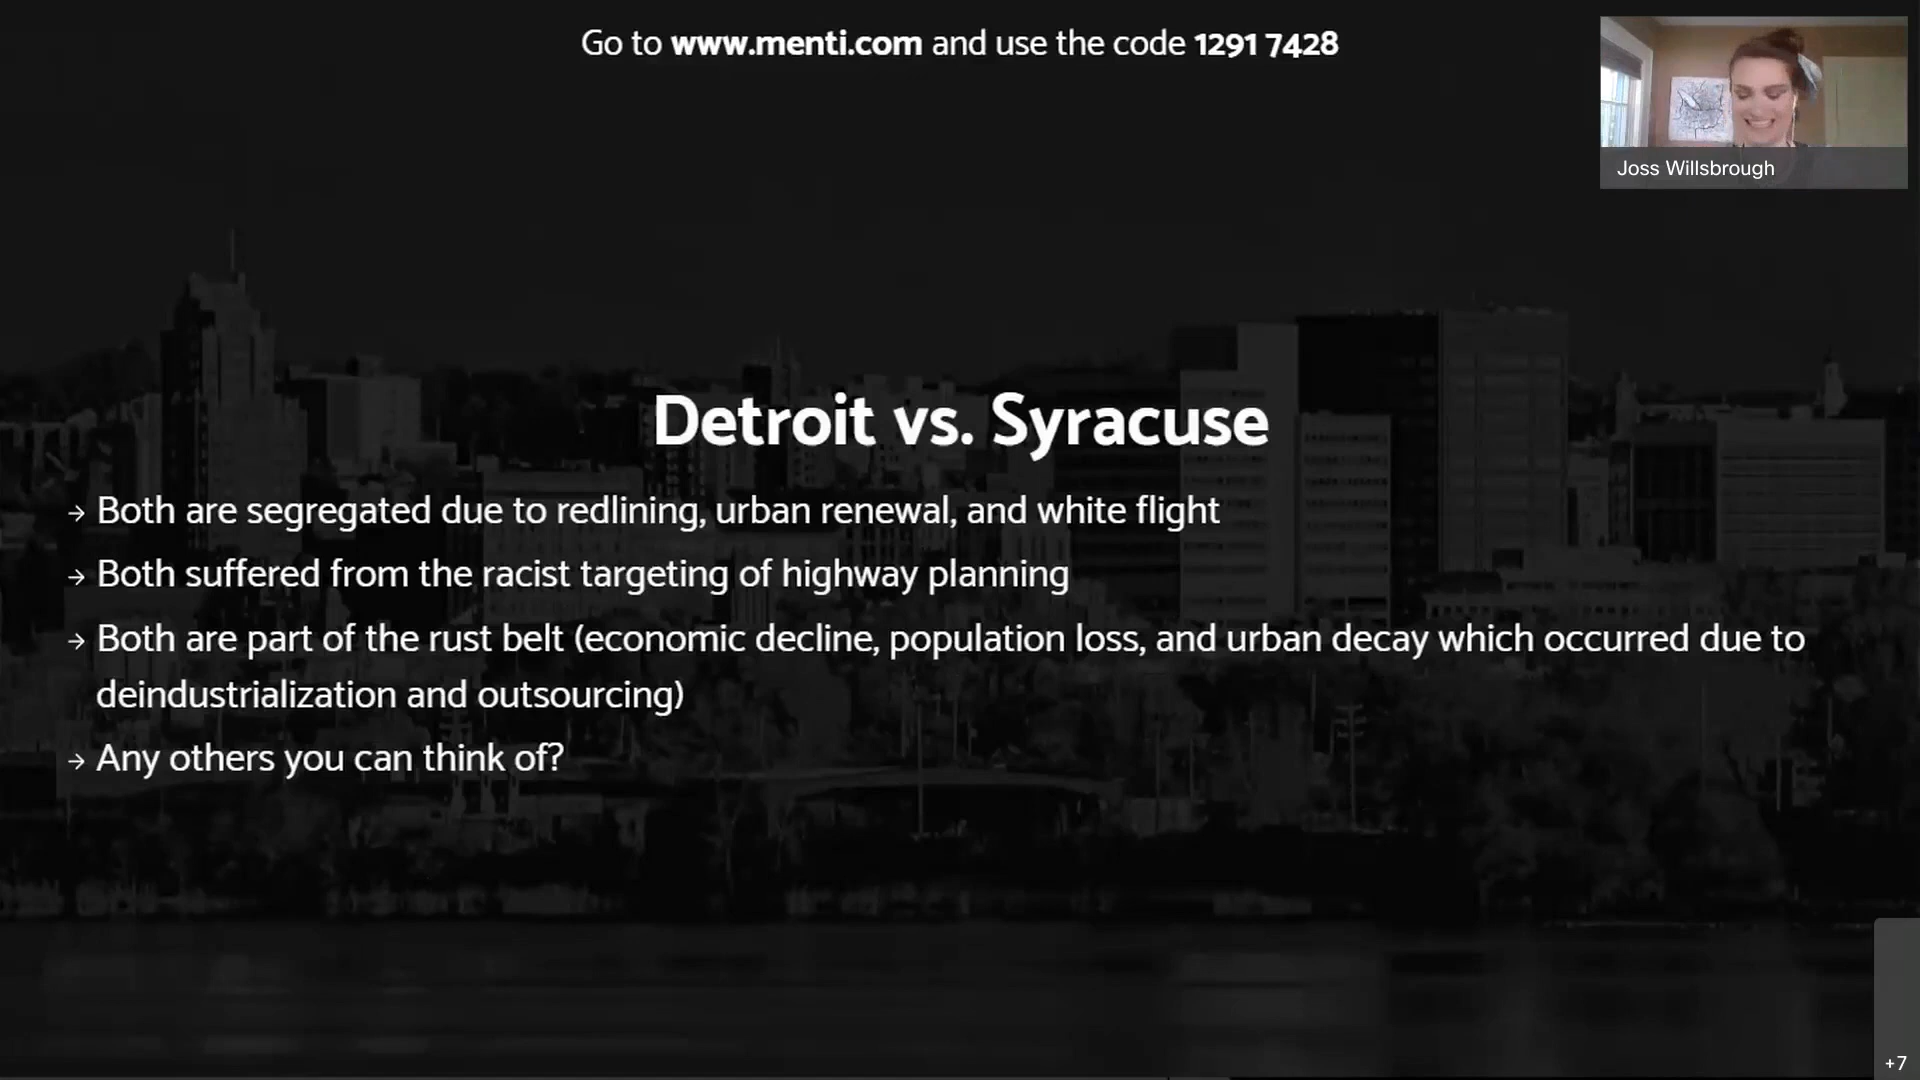 Go to www.menti.com and use the code 1291 7428
Joss Willsbrough
Detroit vs. Syracuse
→ Both are segregated due to redlining, urban renewal, and white flight
→ Both suffered from the racist targeting of highway planning
→ Both are part of the rust belt (economic decline, population loss, and urban decay which occurred due to
deindustrialization and outsourcing)
→ Any others you can think of?
+7